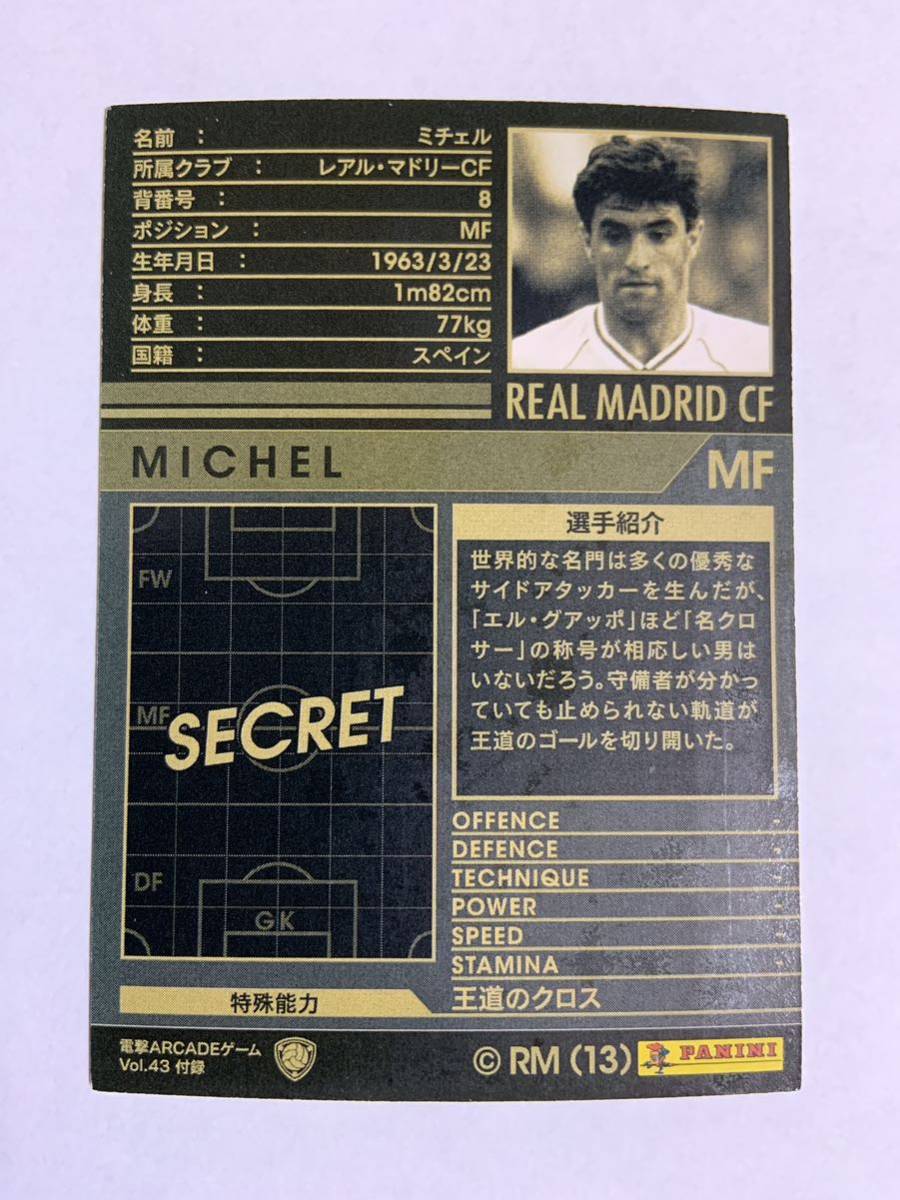 名前 : ミチェル
所属クラブ : レアル・マドリーCF
背番号 : 8
ポジション : MF
生年月日 : 1963/3/23
身長 : 1m82cm
体重 : 77kg
国籍 : スペイン
REAL MADRID CF
MICHEL
MF
FW
MF
SECRET
DF
GK
選手紹介
世界的な名門は多くの優秀な
サイドアタッカーを生んだが、
「エル・グアッポ」ほど「名クロ
サー」の称号が相応しい男は
いないだろう。守備者が分かっ
ていても止められない軌道が
王道のゴールを切り開いた。
OFFENCE -
DEFENCE -
TECHNIQUE -
POWER -
SPEED -
STAMINA -
特殊能力
王道のクロス
電撃ARCADEゲーム
Vol.43 付録
© RM (13)
PANINI